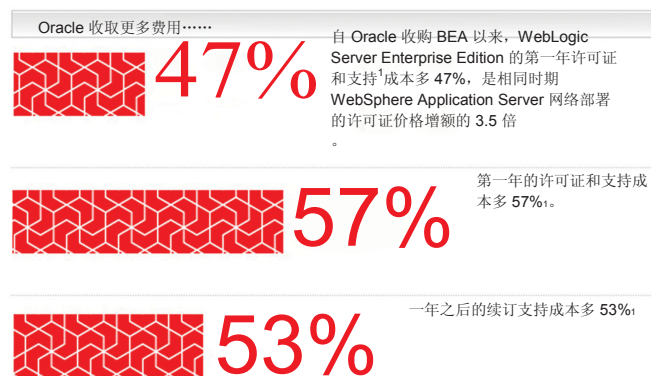 Oracle 收取更多费用······
47%
自 Oracle 收购 BEA 以来，WebLogic
Server Enterprise Edition 的第一年许可证
和支持1成本多 47%，是相同时期
WebSphere Application Server 网络部署
的许可证价格增额的 3.5 倍
。
57%
第一年的许可证和支持成
本多 57%1。
53%
一年之后的续订支持成本多 53%1